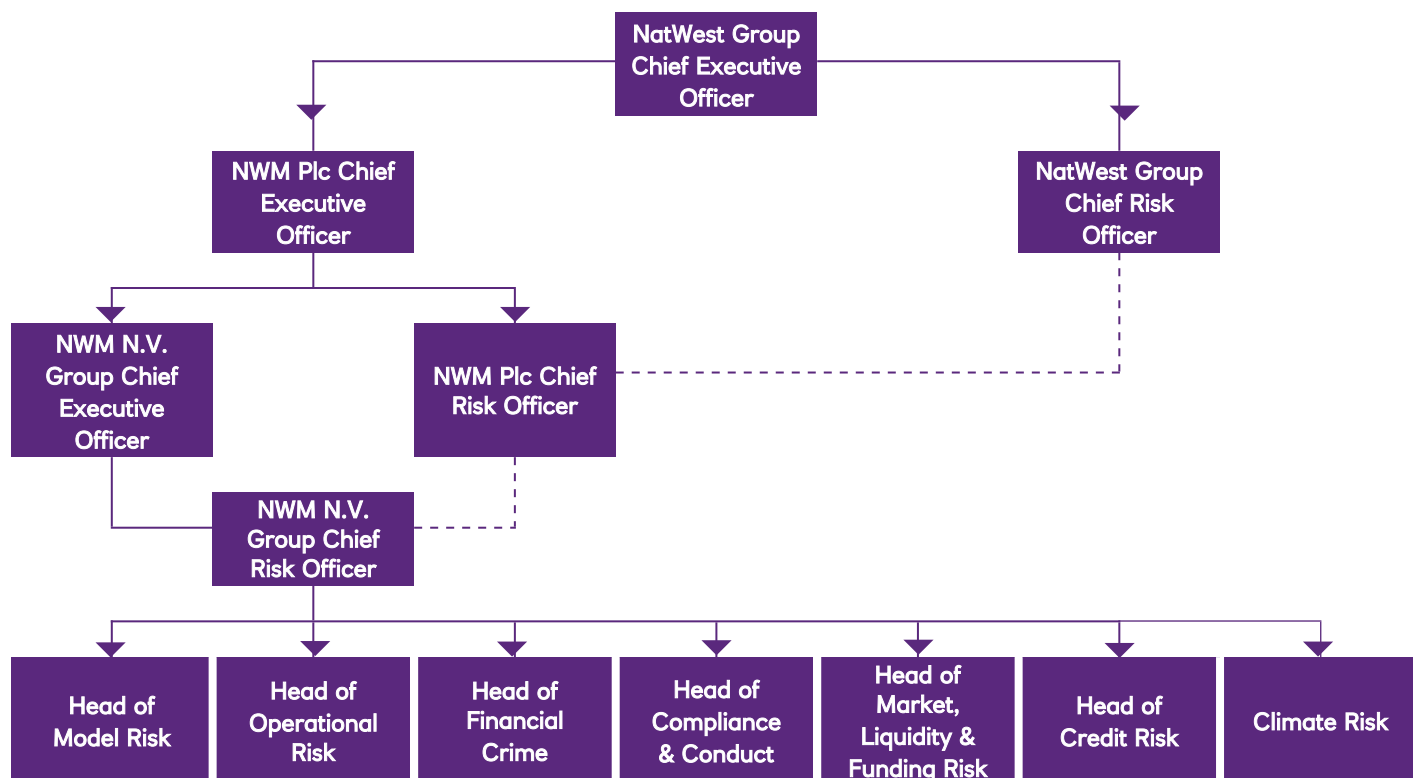 NatWest Group
Chief Executive
Officer
NWM Plc Chief
Executive
Officer
NatWest Group
Chief Risk
Officer
NWM N.V.
Group Chief
Executive
Officer
NWM Plc Chief
Risk Officer
NWM N.V.
Group Chief
Risk Officer
Head of
Model Risk
Head of
Operational
Risk
Head of
Financial
Crime
Head of
Compliance
& Conduct
Head of
Market,
Liquidity &
Funding Risk
Head of
Credit Risk
Climate Risk